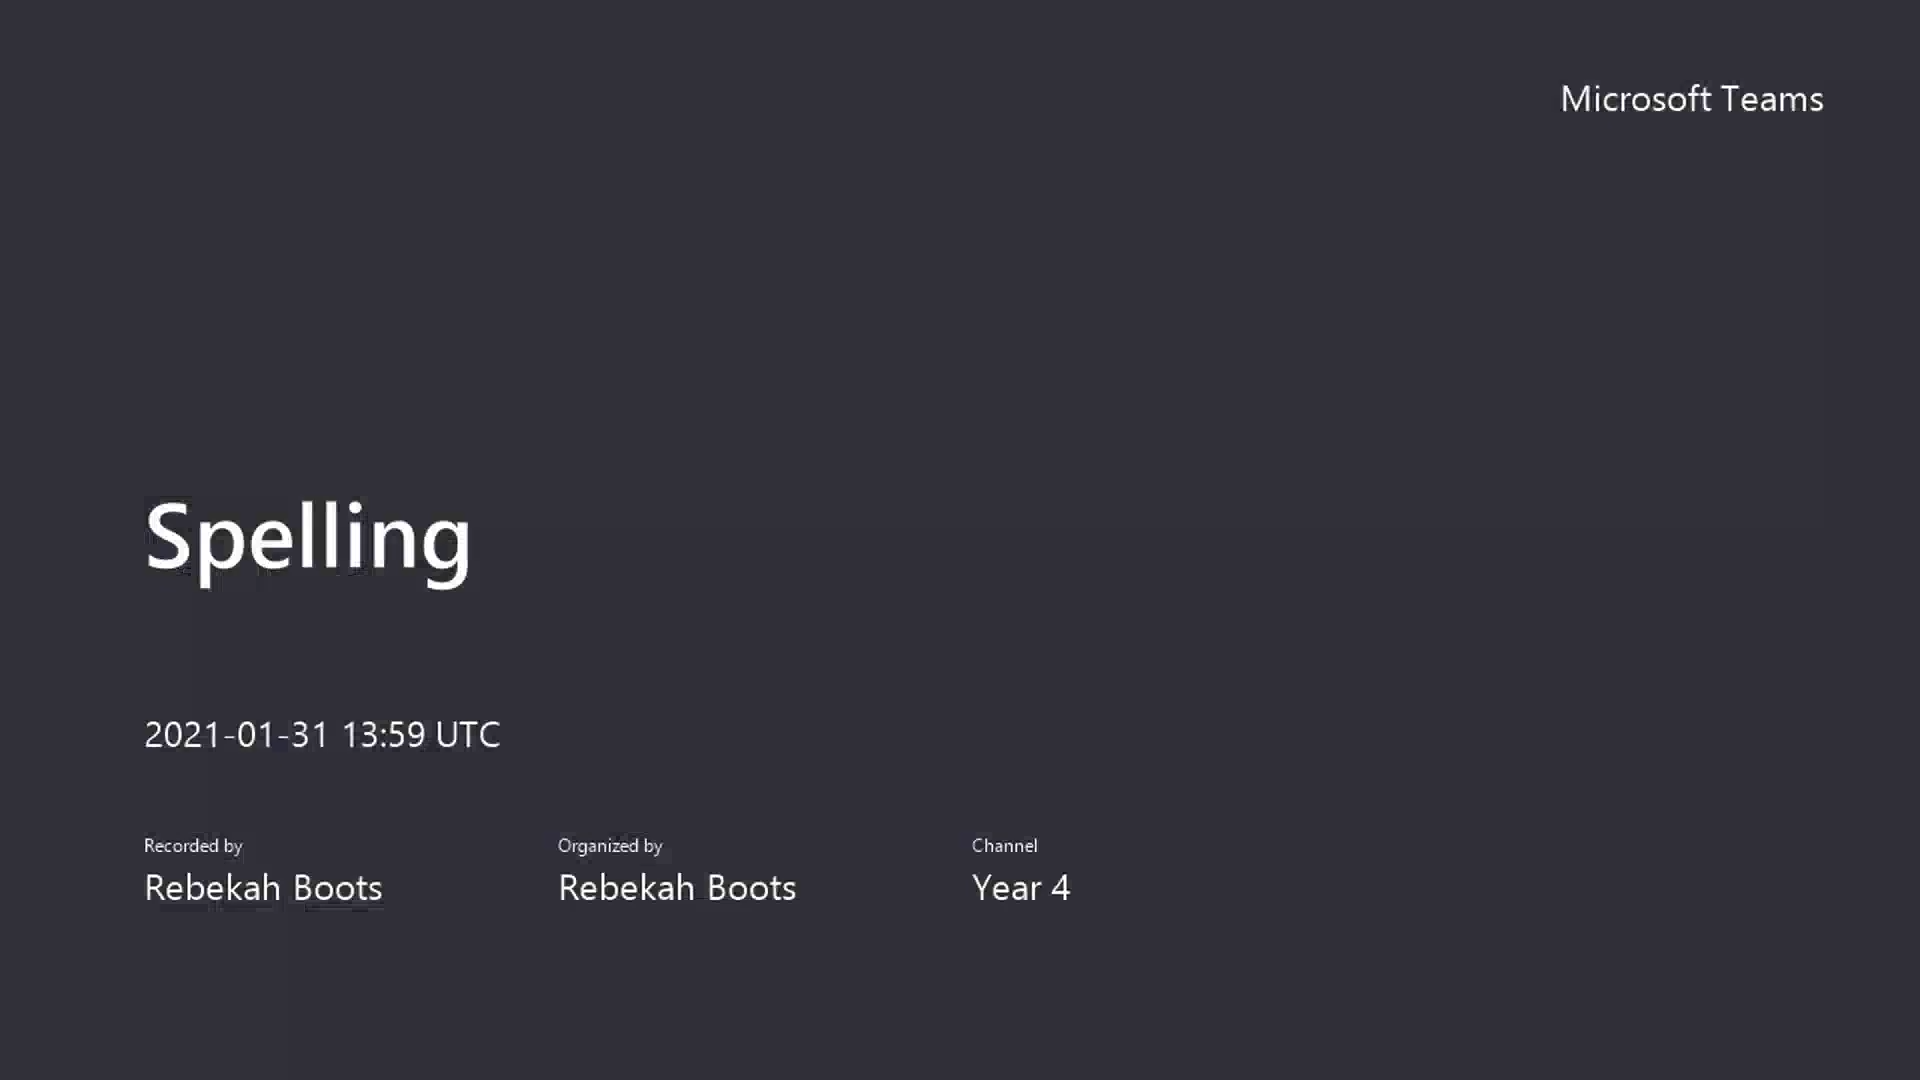 Microsoft Teams
Spelling
2021-01-31 13:59 UTC
Recorded by
Rebekah Boots
Organized by
Rebekah Boots
Channel
Year 4